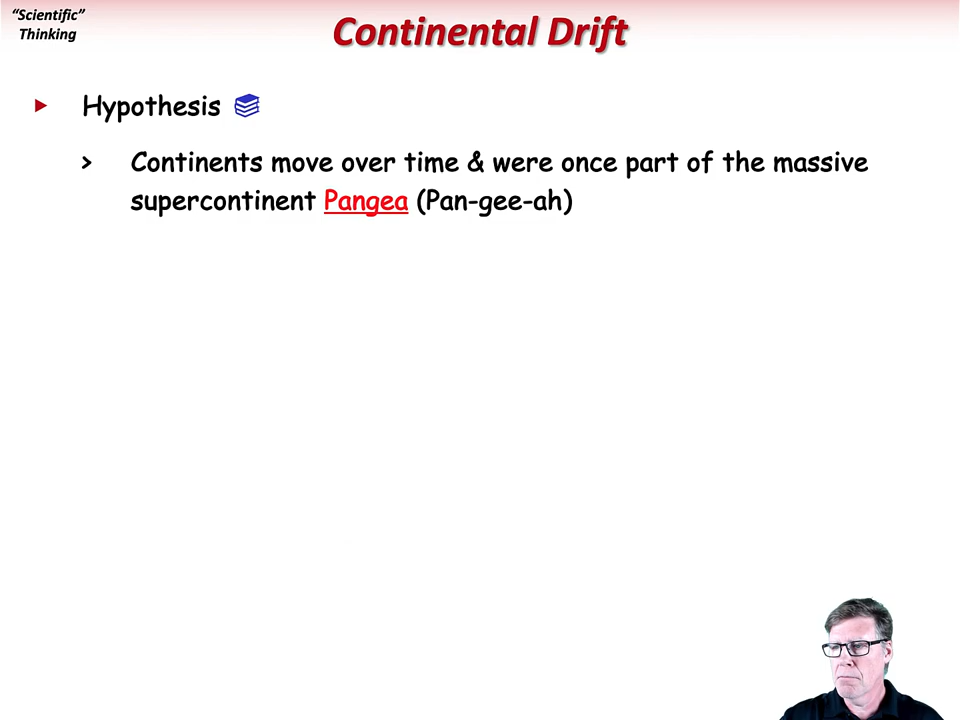 “Scientific”
Thinking
Continental Drift
Hypothesis
> Continents move over time & were once part of the massive
supercontinent Pangea (Pan-gee-ah)